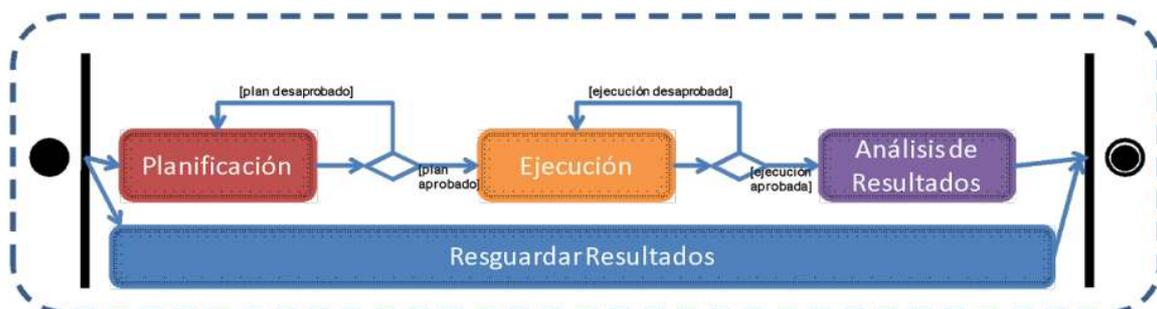 [plan desaprobado]
[ejecución desaprobada]
Planificación
[plan
aprobado]
Ejecución
[ejecución
aprobada]
Análisis de
Resultados
Resguardar Resultados